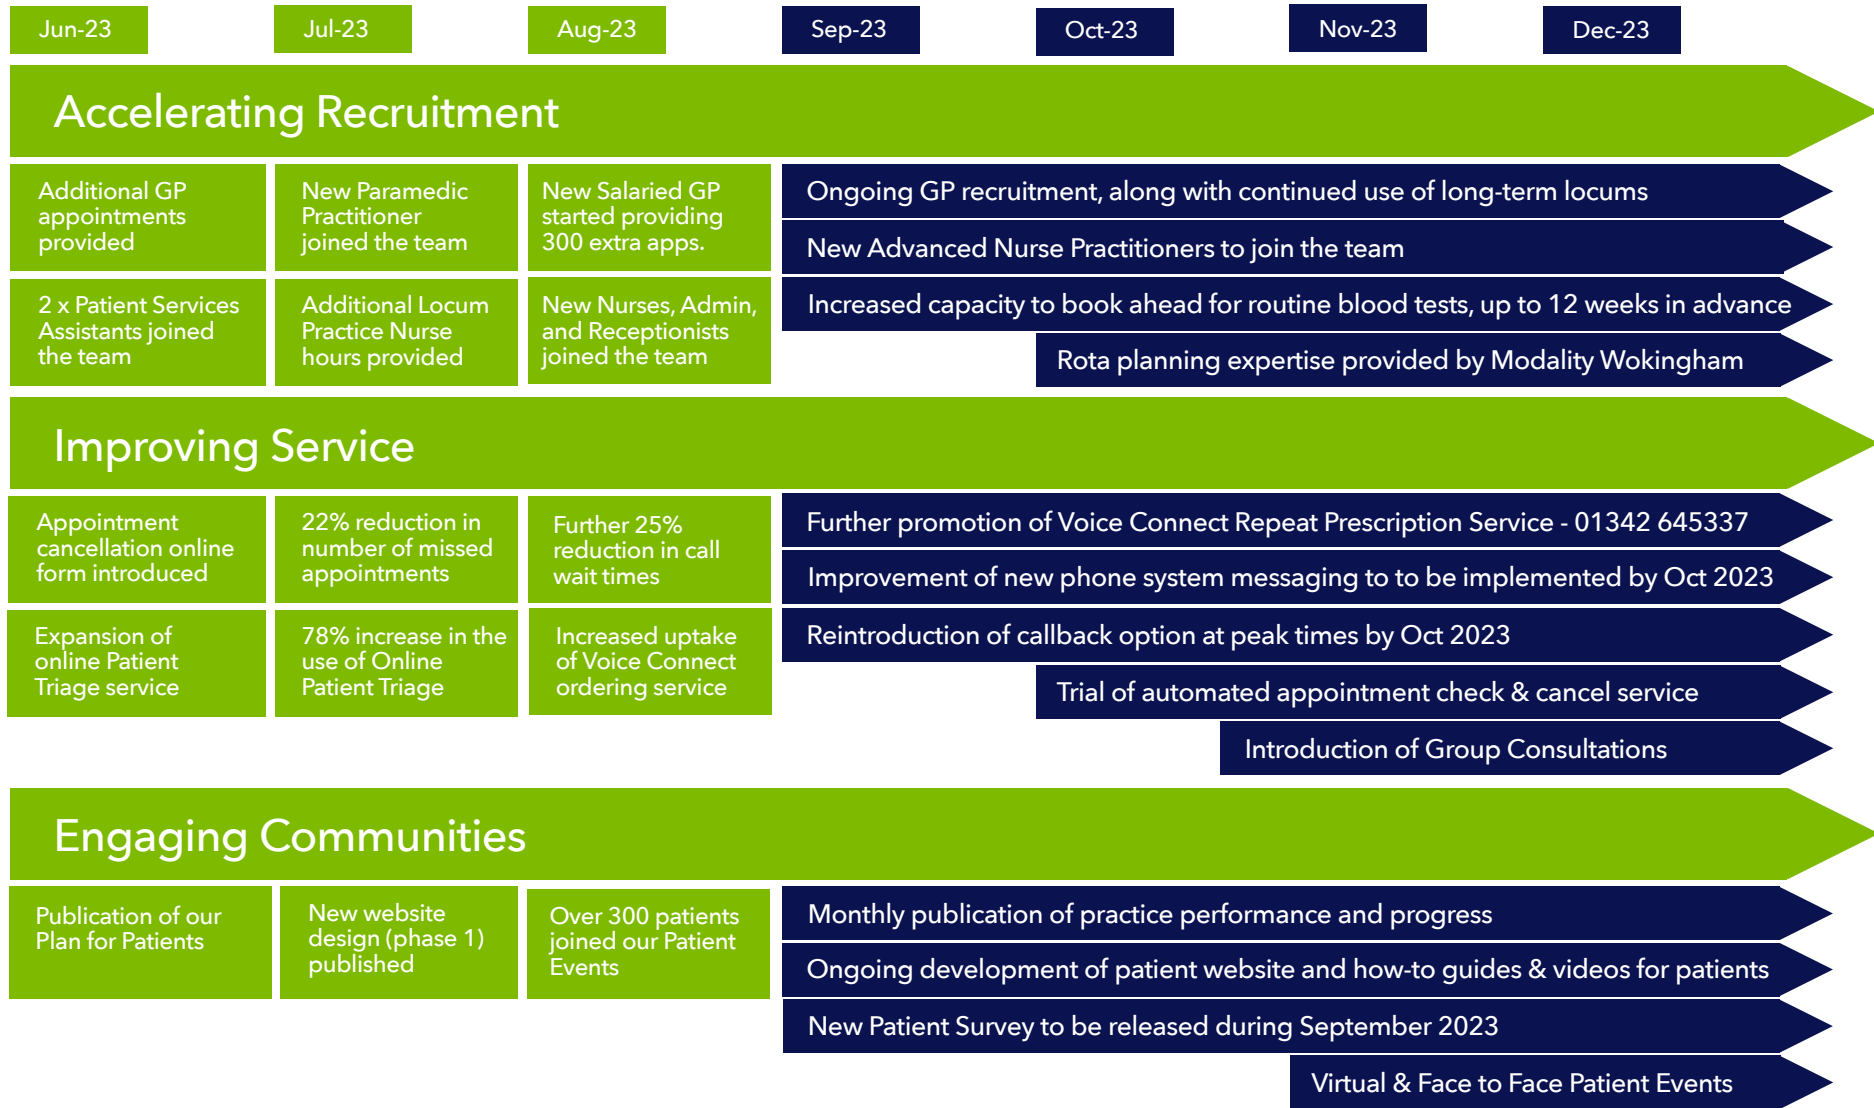 Jun-23
Jul-23
Aug-23
Sep-23
Oct-23
Nov-23
Dec-23
Accelerating Recruitment
Additional GP
appointments
provided
New Paramedic
Practitioner
joined the team
New Salaried GP
started providing
300 extra apps.
2 x Patient Services
Assistants joined
the team
Additional Locum
Practice Nurse
hours provided
New Nurses, Admin,
and Receptionists
joined the team
Ongoing GP recruitment, along with continued use of long-term locums
New Advanced Nurse Practitioners to join the team
Increased capacity to book ahead for routine blood tests, up to 12 weeks in advance
Rota planning expertise provided by Modality Wokingham
Improving Service
Appointment
cancellation online
form introduced
22% reduction in
number of missed
appointments
Further 25%
reduction in call
wait times
Expansion of
online Patient
Triage service
78% increase in the
use of Online
Patient Triage
Increased uptake
of Voice Connect
ordering service
Further promotion of Voice Connect Repeat Prescription Service - 01342 645337
Improvement of new phone system messaging to to be implemented by Oct 2023
Reintroduction of callback option at peak times by Oct 2023
Trial of automated appointment check & cancel service
Introduction of Group Consultations
Engaging Communities
Publication of our
Plan for Patients
New website
design (phase 1)
published
Over 300 patients
joined our Patient
Events
Monthly publication of practice performance and progress
Ongoing development of patient website and how-to guides & videos for patients
New Patient Survey to be released during September 2023
Virtual & Face to Face Patient Events